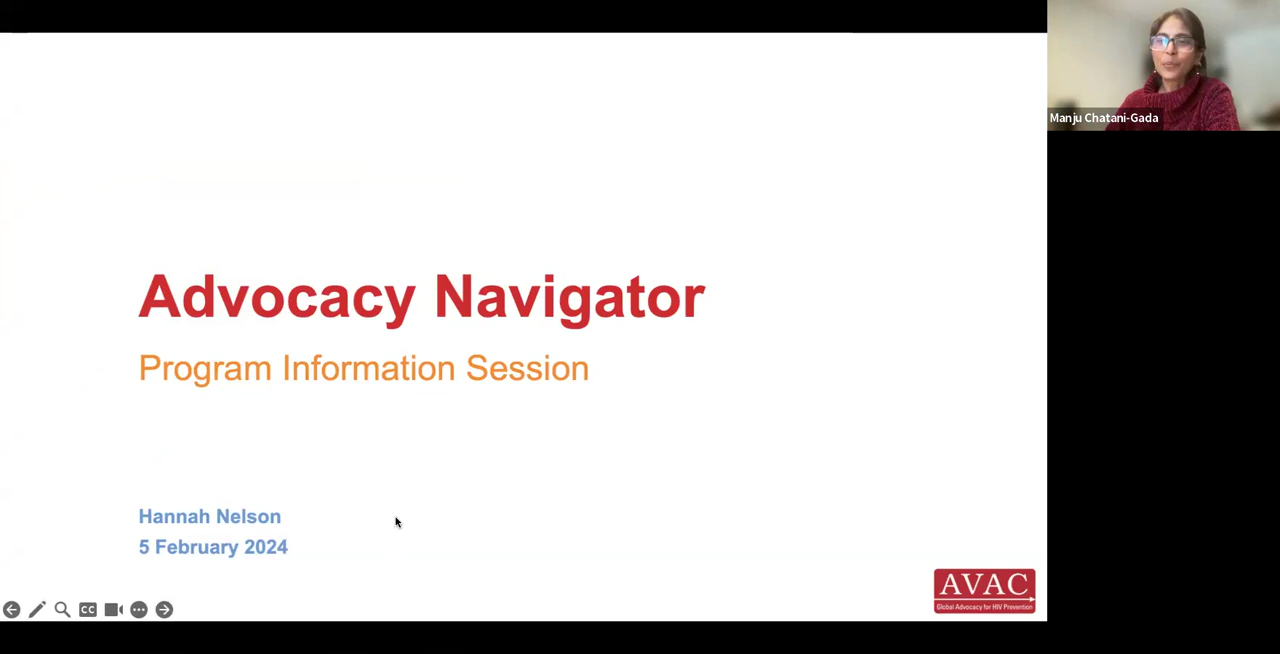 Advocacy Navigator
Program Information Session
Hannah Nelson
5 February 2024
CC
AVAC
Global Advocacy for HIV Prevention
Manju Chatani-Gada